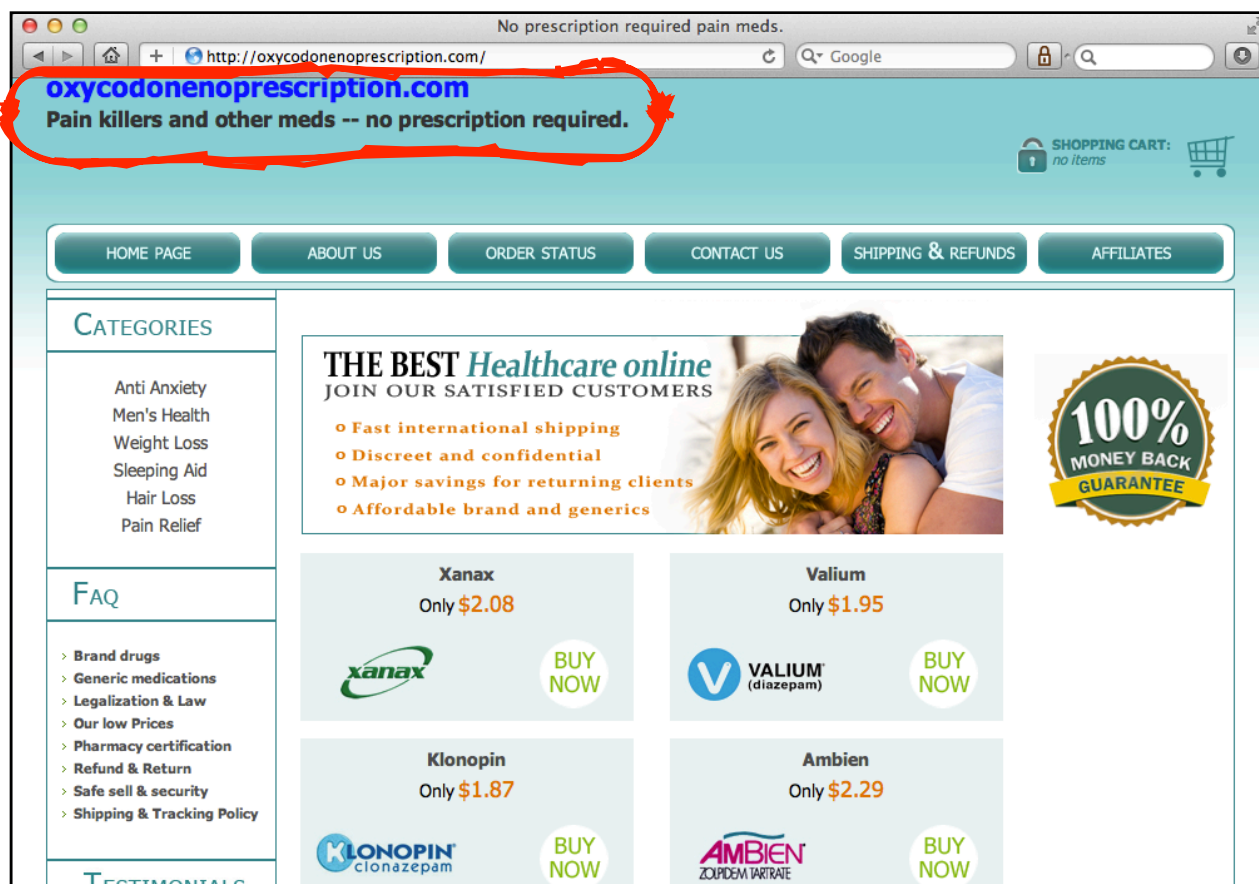 No prescription required pain meds.
http://oxycodonenoprescription.com/
Google
oxycodonenoprescription.com
Pain killers and other meds -- no prescription required.
SHOPPING CART:
no items
HOME PAGE
ABOUT US
ORDER STATUS
CONTACT US
SHIPPING & REFUNDS
AFFILIATES
CATEGORIES
Anti Anxiety
Men's Health
Weight Loss
Sleeping Aid
Hair Loss
Pain Relief
FAQ
Brand drugs
Generic medications
Legalization & Law
Our low Prices
Pharmacy certification
Refund & Return
Safe sell & security
Shipping & Tracking Policy
TESTIMONIALS
THE BEST Healthcare online
JOIN OUR SATISFIED CUSTOMERS
o Fast international shipping
o Discreet and confidential
o Major savings for returning clients
o Affordable brand and generics
100%
MONEY BACK
GUARANTEE
Xanax
Only $2.08
xanax
BUY
NOW
Valium
Only $1.95
V
VALIUM
(diazepam)
BUY
NOW
Klonopin
Only $1.87
KLONOPIN
clonazepam
BUY
NOW
Ambien
Only $2.29
AMBIEN
ZOLPIDEM TARTRATE
BUY
NOW